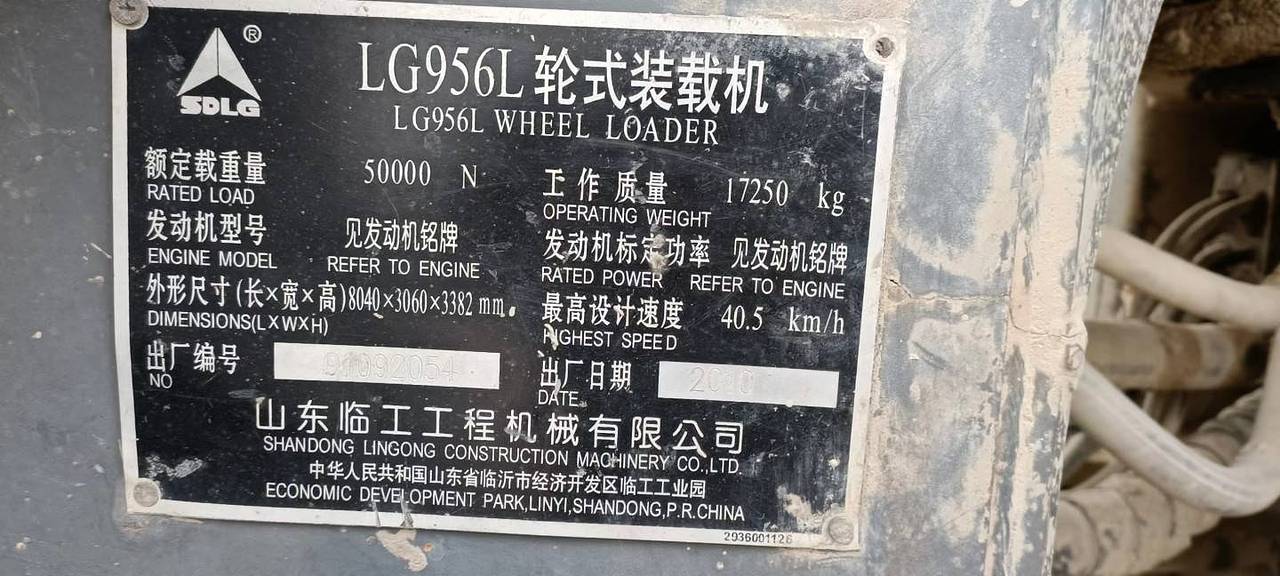 ®
SDLG
LG956L 轮式装载机
LG956L WHEEL LOADER
额定载重量 50000 N
RATED LOAD
工作质量 17250 kg
OPERATING WEIGHT
发动机型号 见发动机铭牌
ENGINE MODEL REFER TO ENGINE
发动机标定功率 见发动机铭牌
RATED POWER REFER TO ENGINE
外形尺寸(长×宽×高)8040×3060×3382 mm
DIMENSIONS(L×W×H)
最高设计速度 40.5 km/h
HIGHEST SPEED
出厂编号
NO
出厂日期
DATE
山东临工工程机械有限公司
SHANDONG LINGONG CONSTRUCTION MACHINERY CO.,LTD.
中华人民共和国山东省临沂市经济开发区临工工业园
ECONOMIC DEVELOPMENT PARK,LINYI,SHANDONG,P.R.CHINA
2936001126